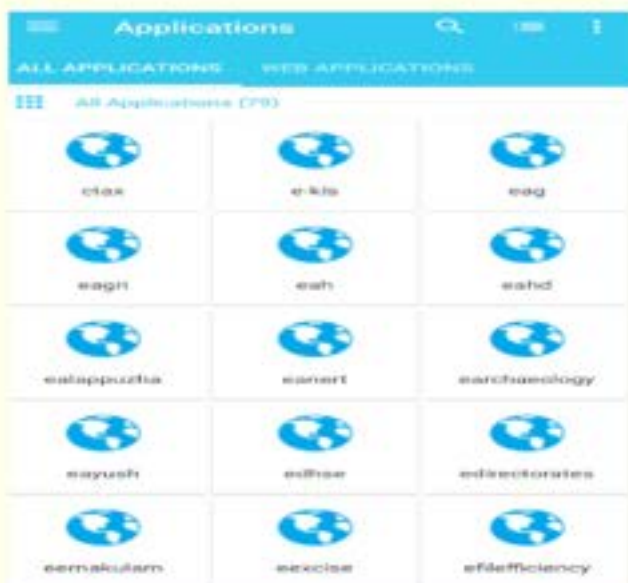 Applications
ALL APPLICATIONS WEB APPLICATIONS
All Applications (79)
ctax e-kls eag
eagri eah eahd
ealappuzha eanert earchaeology
eayush edhse edirectorates
eernakulam eexcise efilefficiency